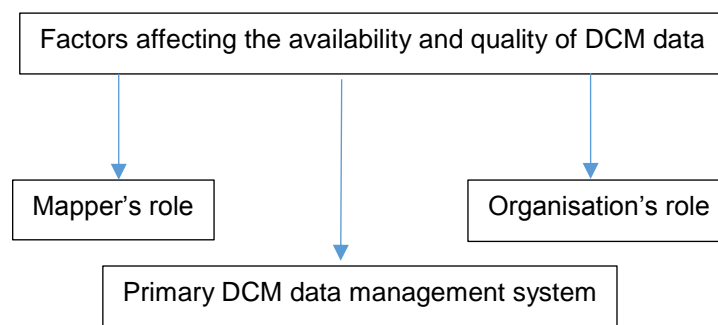 Factors affecting the availability and quality of DCM data
Mapper’s role
Organisation’s role
Primary DCM data management system